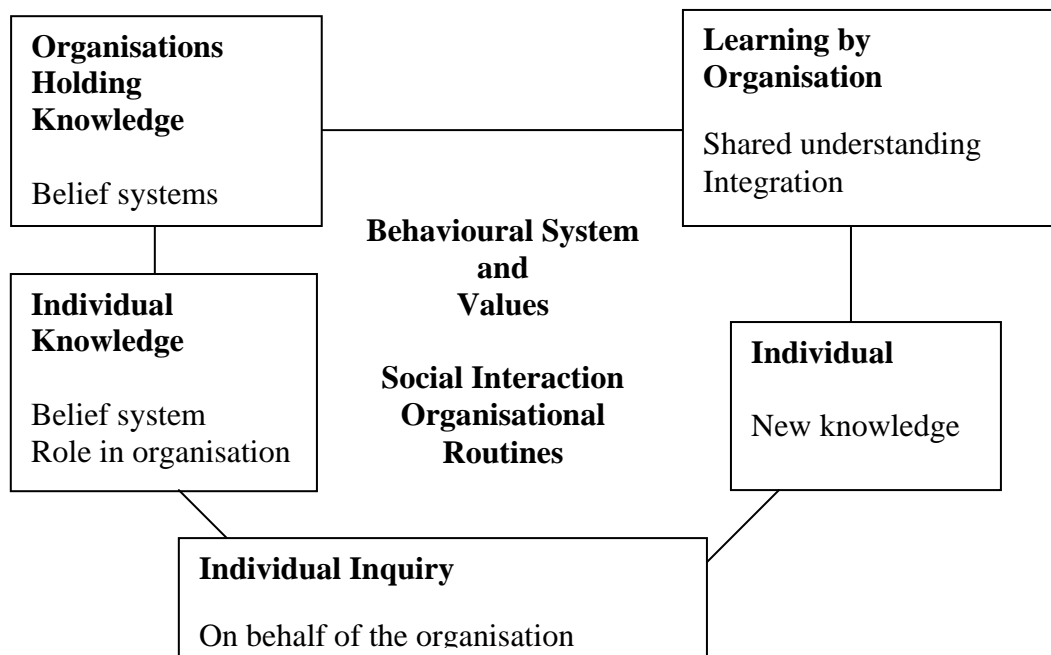 Organisations
Holding
Knowledge
Belief systems
Learning by
Organisation
Shared understanding
Integration
Behavioural System
and
Values
Social Interaction
Organisational
Routines
Individual
Knowledge
Belief system
Role in organisation
Individual
New knowledge
Individual Inquiry
On behalf of the organisation